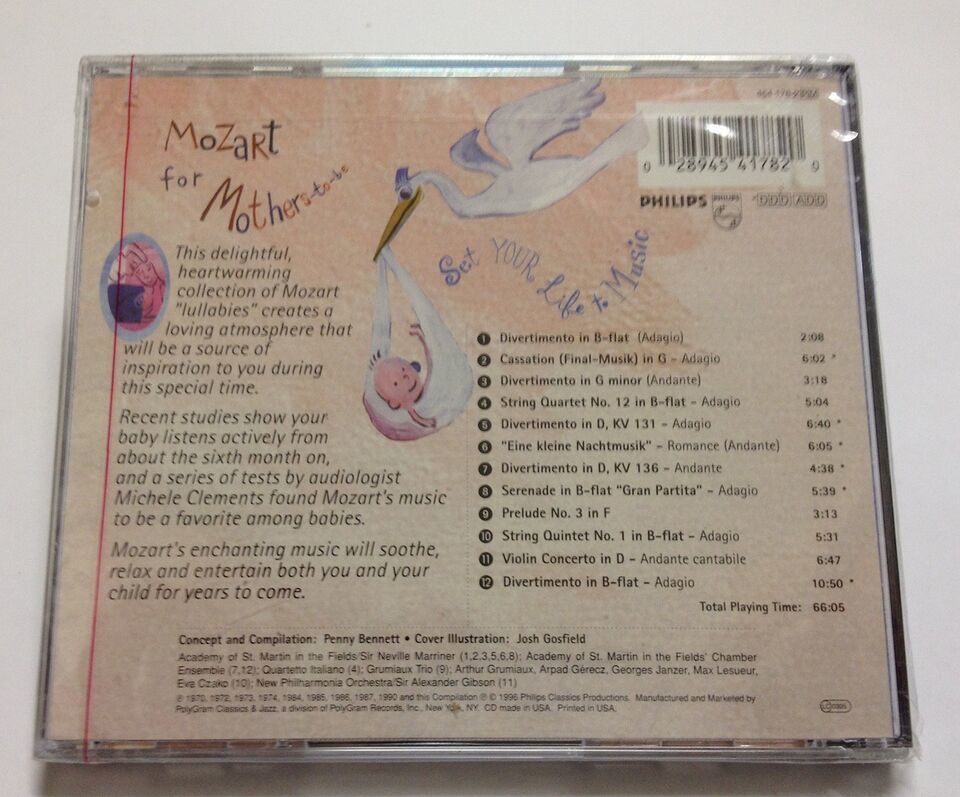 MOZART
for
Mothers-to-be
0 28945 41782 9
PHILIPS PHILIPS DDD ADD
Set YOUR Life to Music
This delightful,
heartwarming
collection of Mozart
"lullabies" creates a
loving atmosphere that
will be a source of
inspiration to you during
this special time.
Recent studies show your
baby listens actively from
about the sixth month on,
and a series of tests by audiologist
Michele Clements found Mozart's music
to be a favorite among babies.
Mozart's enchanting music will soothe,
relax and entertain both you and your
child for years to come.
1 Divertimento in B-flat (Adagio) 2:08
2 Cassation (Final-Musik) in G – Adagio 6:02 *
3 Divertimento in G minor (Andante) 3:18
4 String Quartet No. 12 in B-flat – Adagio 5:04
5 Divertimento in D, KV 131 – Adagio 6:40 *
6 "Eine kleine Nachtmusik" – Romance (Andante) 6:05 *
7 Divertimento in D, KV 136 – Andante 4:38 *
8 Serenade in B-flat "Gran Partita" – Adagio 5:39 *
9 Prelude No. 3 in F 3:13
10 String Quintet No. 1 in B-flat – Adagio 5:31
11 Violin Concerto in D – Andante cantabile 6:47
12 Divertimento in B-flat – Adagio 10:50 *
Total Playing Time: 66:05
Concept and Compilation: Penny Bennett • Cover Illustration: Josh Gosfield
Academy of St. Martin in the Fields/Sir Neville Marriner (1,2,3,5,6,8); Academy of St. Martin in the Fields' Chamber
Ensemble (7,12); Quartetto Italiano (4); Grumiaux Trio (9); Arthur Grumiaux, Arpad Gérecz, Georges Janzer, Max Lesueur,
Eva Czako (10); New Philharmonia Orchestra/Sir Alexander Gibson (11)
℗ 1970, 1972, 1973, 1974, 1984, 1985, 1986, 1987, 1990 and this Compilation ℗ © 1996 Philips Classics Productions. Manufactured and Marketed by
PolyGram Classics & Jazz, a division of PolyGram Records, Inc., New York, NY. CD made in USA. Printed in USA.